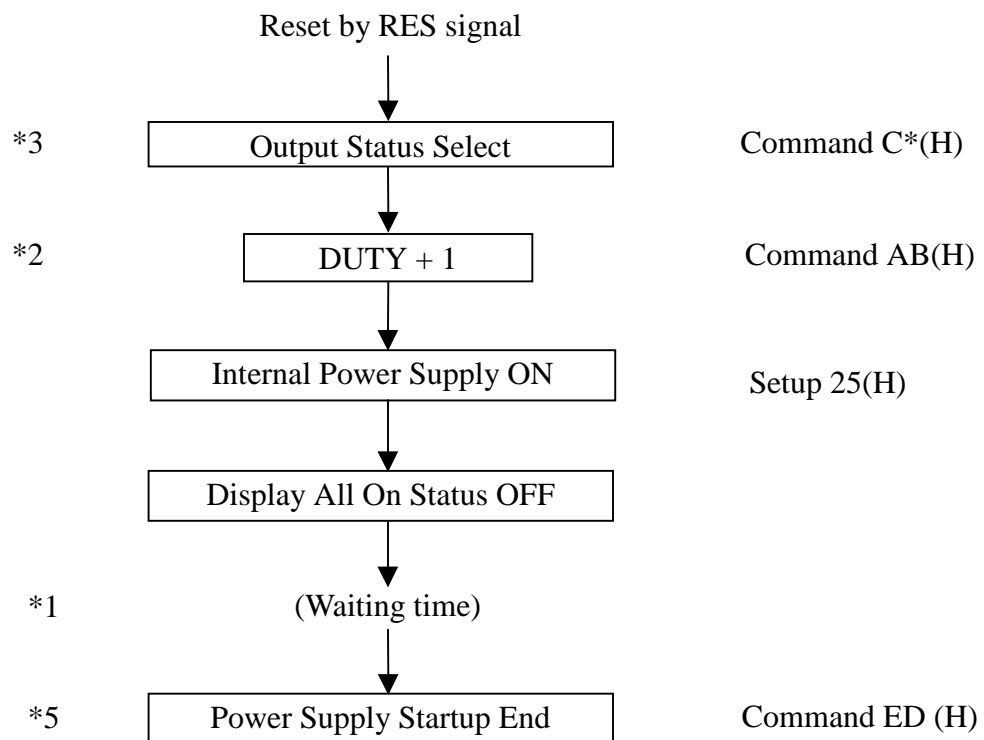 Reset by RES signal
*3 Output Status Select Command C*(H)
*2 DUTY + 1 Command AB(H)
Internal Power Supply ON Setup 25(H)
Display All On Status OFF
*1 (Waiting time)
*5 Power Supply Startup End Command ED (H)